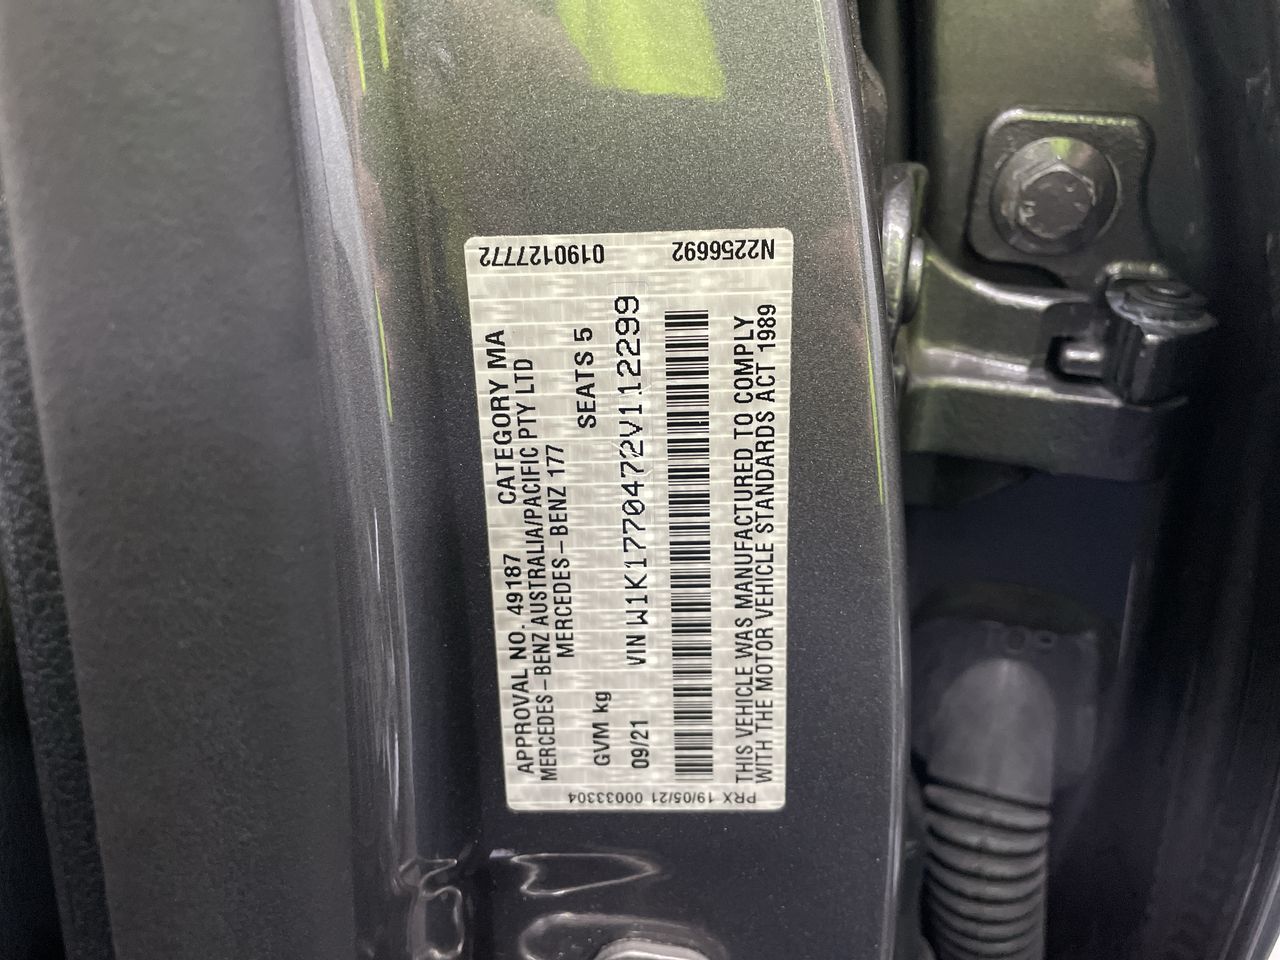 0190127772
N2256692
APPROVAL NO. 49187 CATEGORY MA
MERCEDES-BENZ AUSTRALIA/PACIFIC PTY LTD
MERCEDES-BENZ 177
GVM kg SEATS 5
09/21 VIN W1K1770472V112299
THIS VEHICLE WAS MANUFACTURED TO COMPLY
WITH THE MOTOR VEHICLE STANDARDS ACT 1989
PRX 19/05/21 00033304